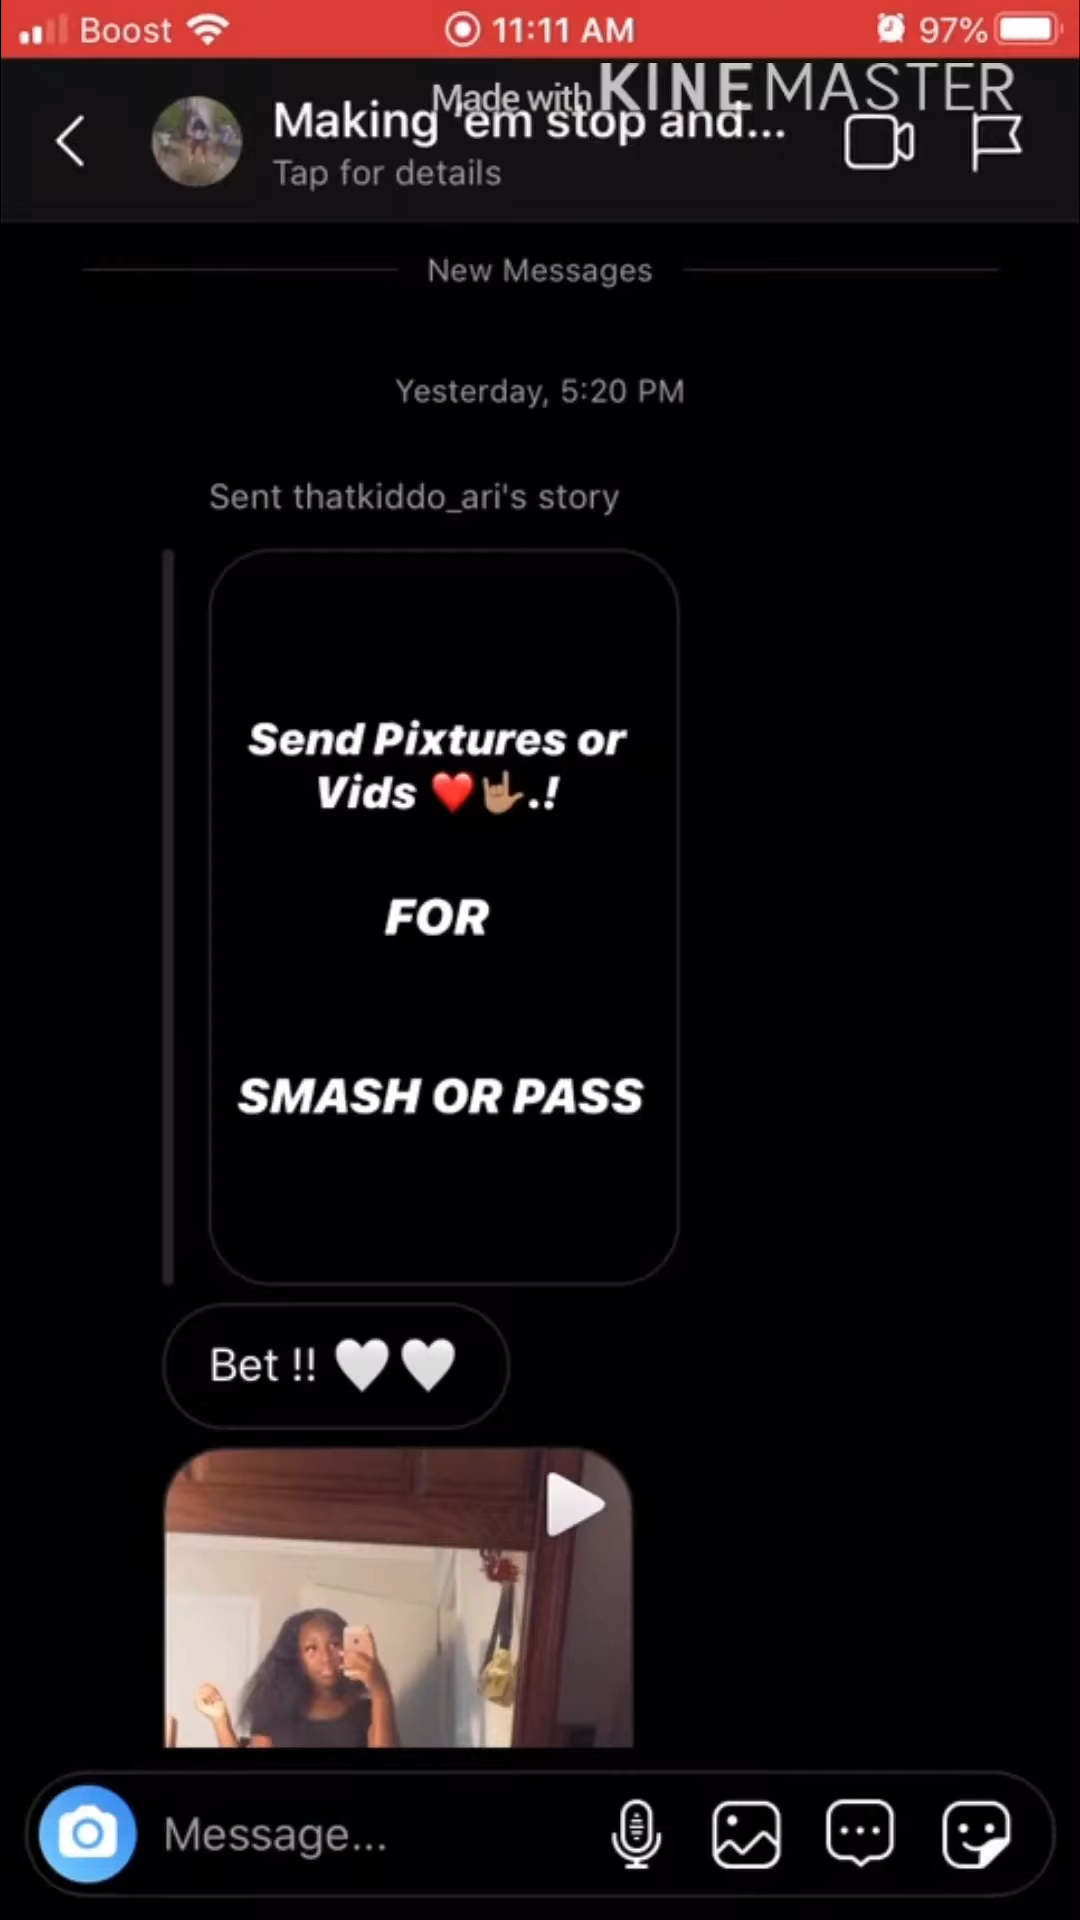 Boost 11:11 AM 97%
Made with KINEMASTER
Making 'em stop and...
Tap for details
New Messages
Yesterday, 5:20 PM
Sent thatkiddo_ari's story
Send Pixtures or
Vids ❤️🤟🏽.!
FOR
SMASH OR PASS
Bet !! 🤍🤍
Message...